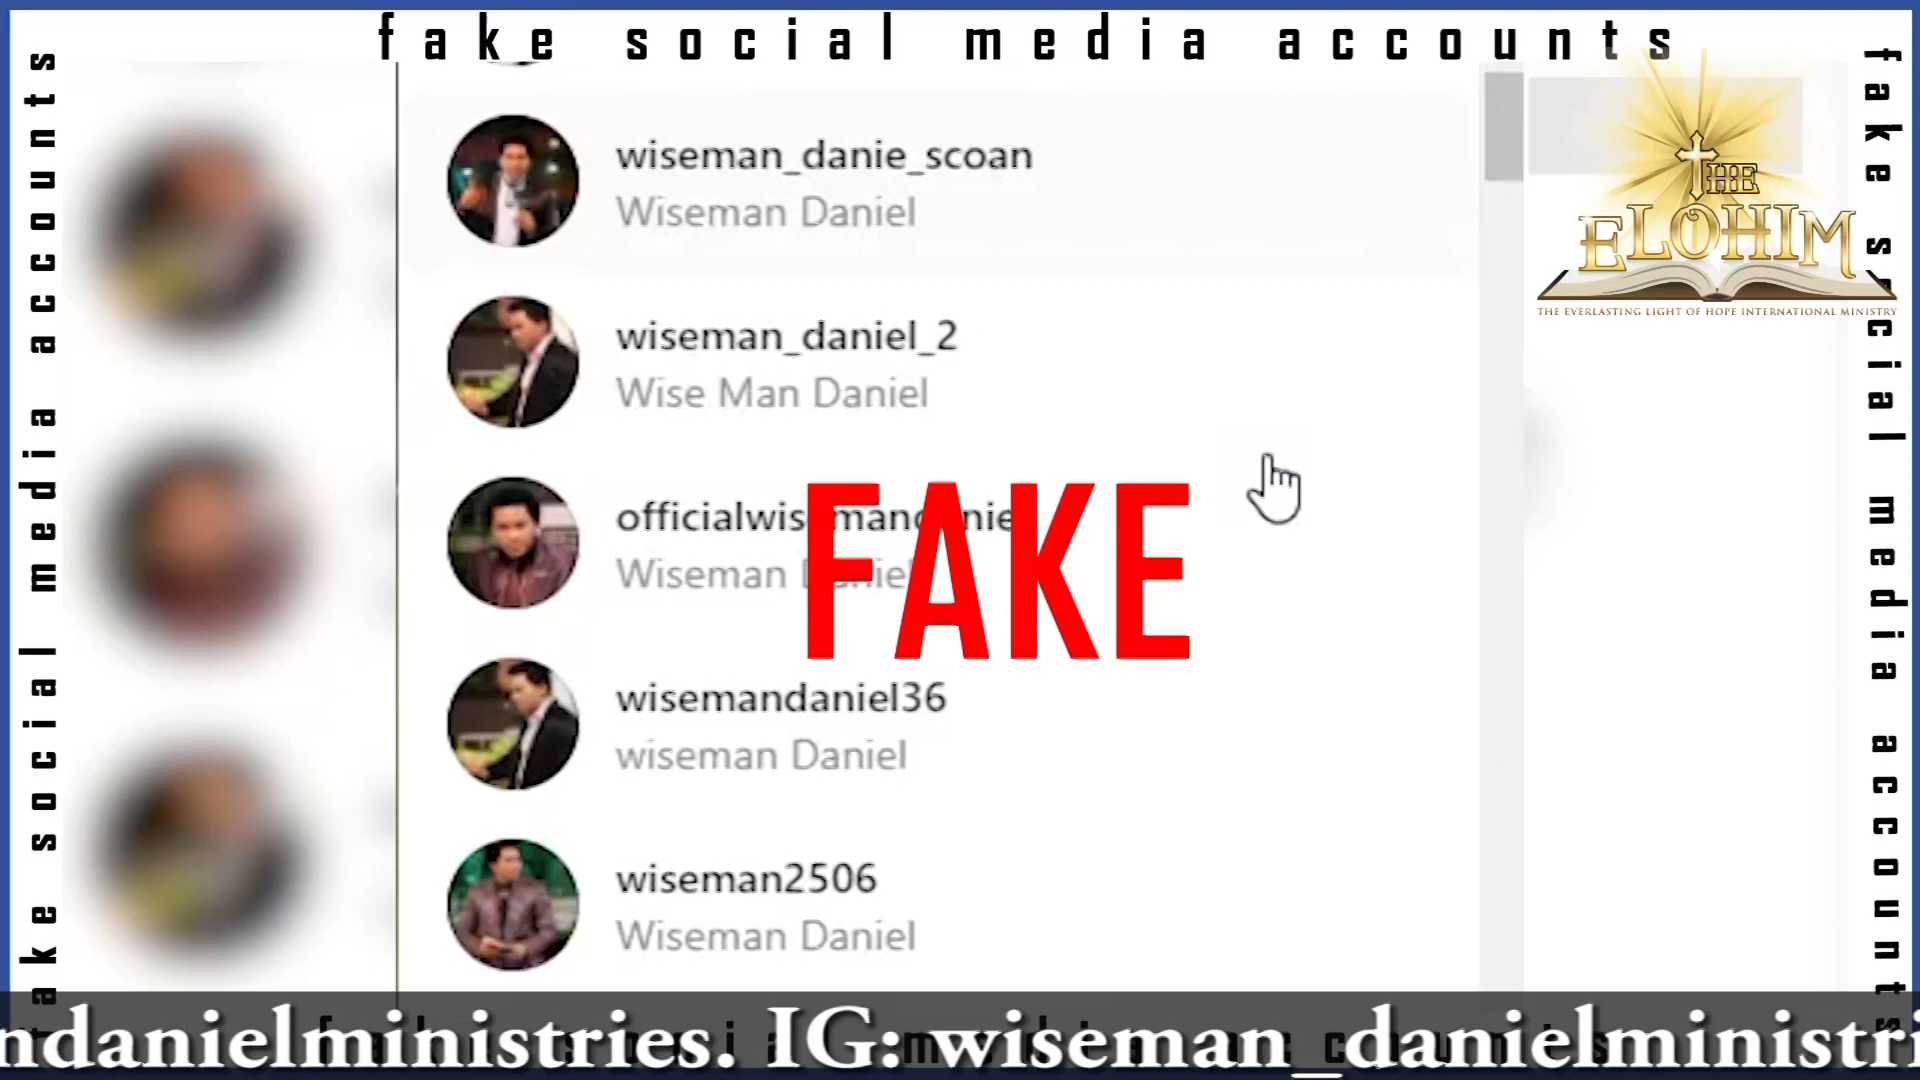 fake social media accounts
fake social media accounts
fake social media accounts
THE
ELOHIM
THE EVERLASTING LIGHT OF HOPE INTERNATIONAL MINISTRY
wiseman_danie_scoan
Wiseman Daniel
wiseman_daniel_2
Wise Man Daniel
officialwisemandanie
Wiseman Daniel
FAKE
wisemandaniel36
wiseman Daniel
wiseman2506
Wiseman Daniel
ndanielministries. IG: wiseman_danielministri